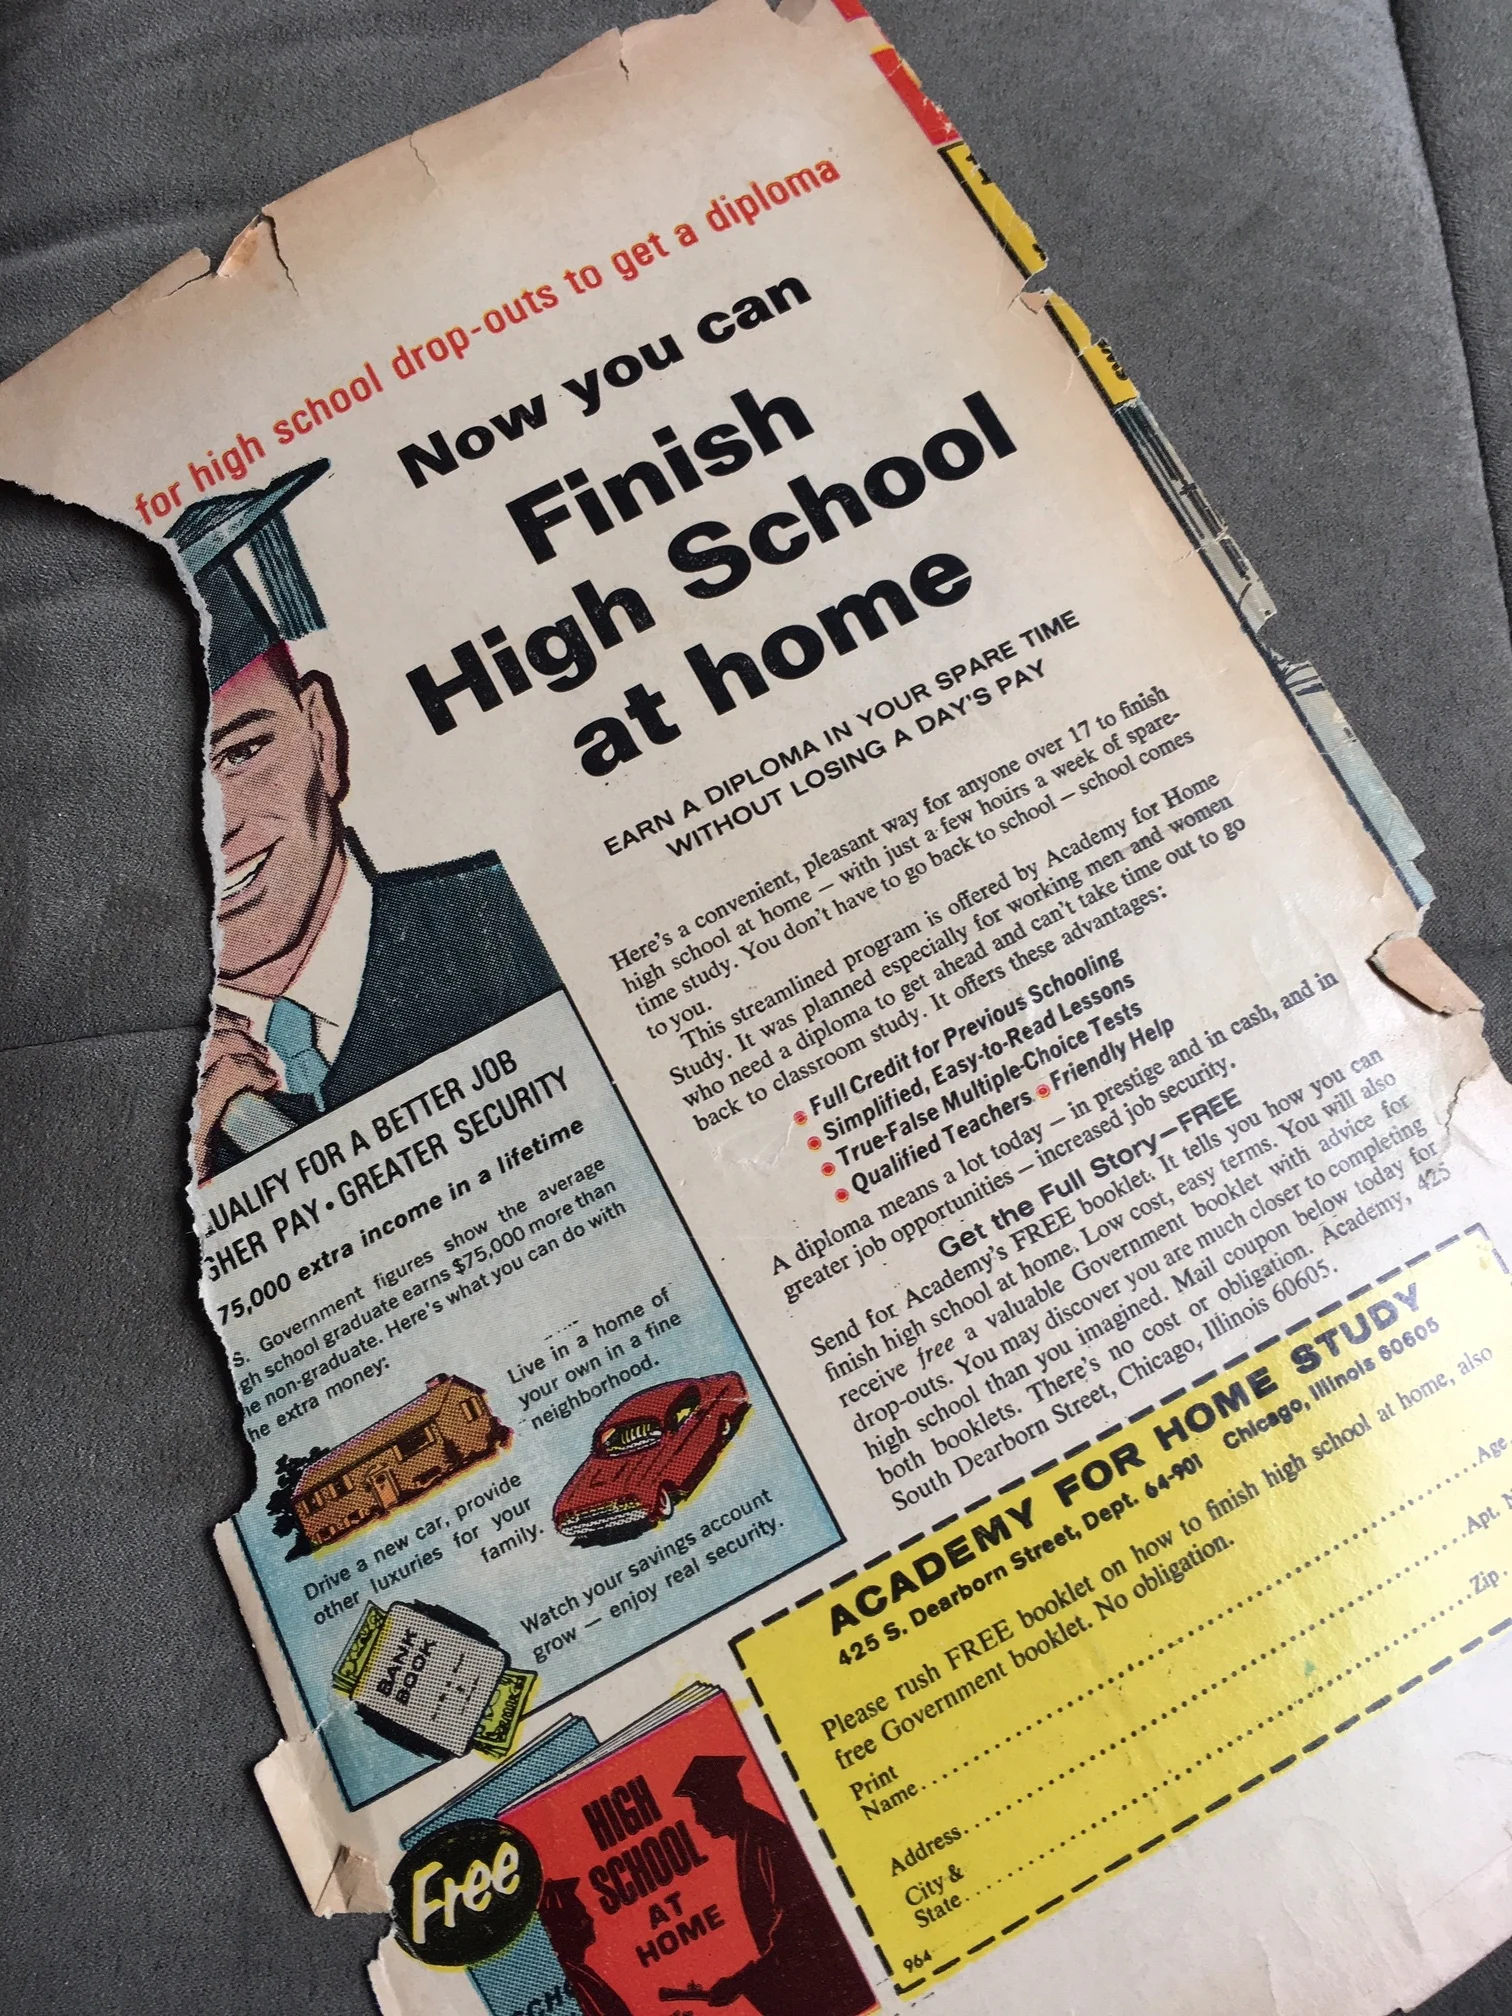 for high school drop-outs to get a diploma
Now you can
Finish
High School
at home
EARN A DIPLOMA IN YOUR SPARE TIME
WITHOUT LOSING A DAY'S PAY
Here's a convenient, pleasant way for anyone over 17 to finish
high school at home — with just a few hours a week of spare-
time study. You don't have to go back to school — school comes
to you.
This streamlined program is offered by Academy for Home
Study. It was planned especially for working men and women
who need a diploma to get ahead and can't take time out to go
back to classroom study. It offers these advantages:
• Full Credit for Previous Schooling
• Simplified, Easy-to-Read Lessons
• True-False Multiple-Choice Tests
• Qualified Teachers • Friendly Help
A diploma means a lot today — in prestige and in cash, and in
greater job opportunities — increased job security.
Get the Full Story—FREE
Send for Academy's FREE booklet. It tells you how you can
finish high school at home. Low cost, easy terms. You will also
receive free a valuable Government booklet with advice for
drop-outs. You may discover you are much closer to completing
high school than you imagined. Mail coupon below today for
both booklets. There's no cost or obligation. Academy, 425
South Dearborn Street, Chicago, Illinois 60605.
UALIFY FOR A BETTER JOB
GHER PAY • GREATER SECURITY
75,000 extra income in a lifetime
S. Government figures show the average
gh school graduate earns $75,000 more than
he non-graduate. Here's what you can do with
he extra money:
Live in a home of
your own in a fine
neighborhood.
Drive a new car, provide
other luxuries for your
family.
Watch your savings account
grow — enjoy real security.
BANK
BOOK
Free
HIGH
SCHOOL
AT
HOME
ACADEMY FOR HOME STUDY
425 S. Dearborn Street, Dept. 64-901 Chicago, Illinois 60605
Please rush FREE booklet on how to finish high school at home, also
free Government booklet. No obligation.
Print
Name..........Age
Address..........Apt. N
City &
State..........Zip
964